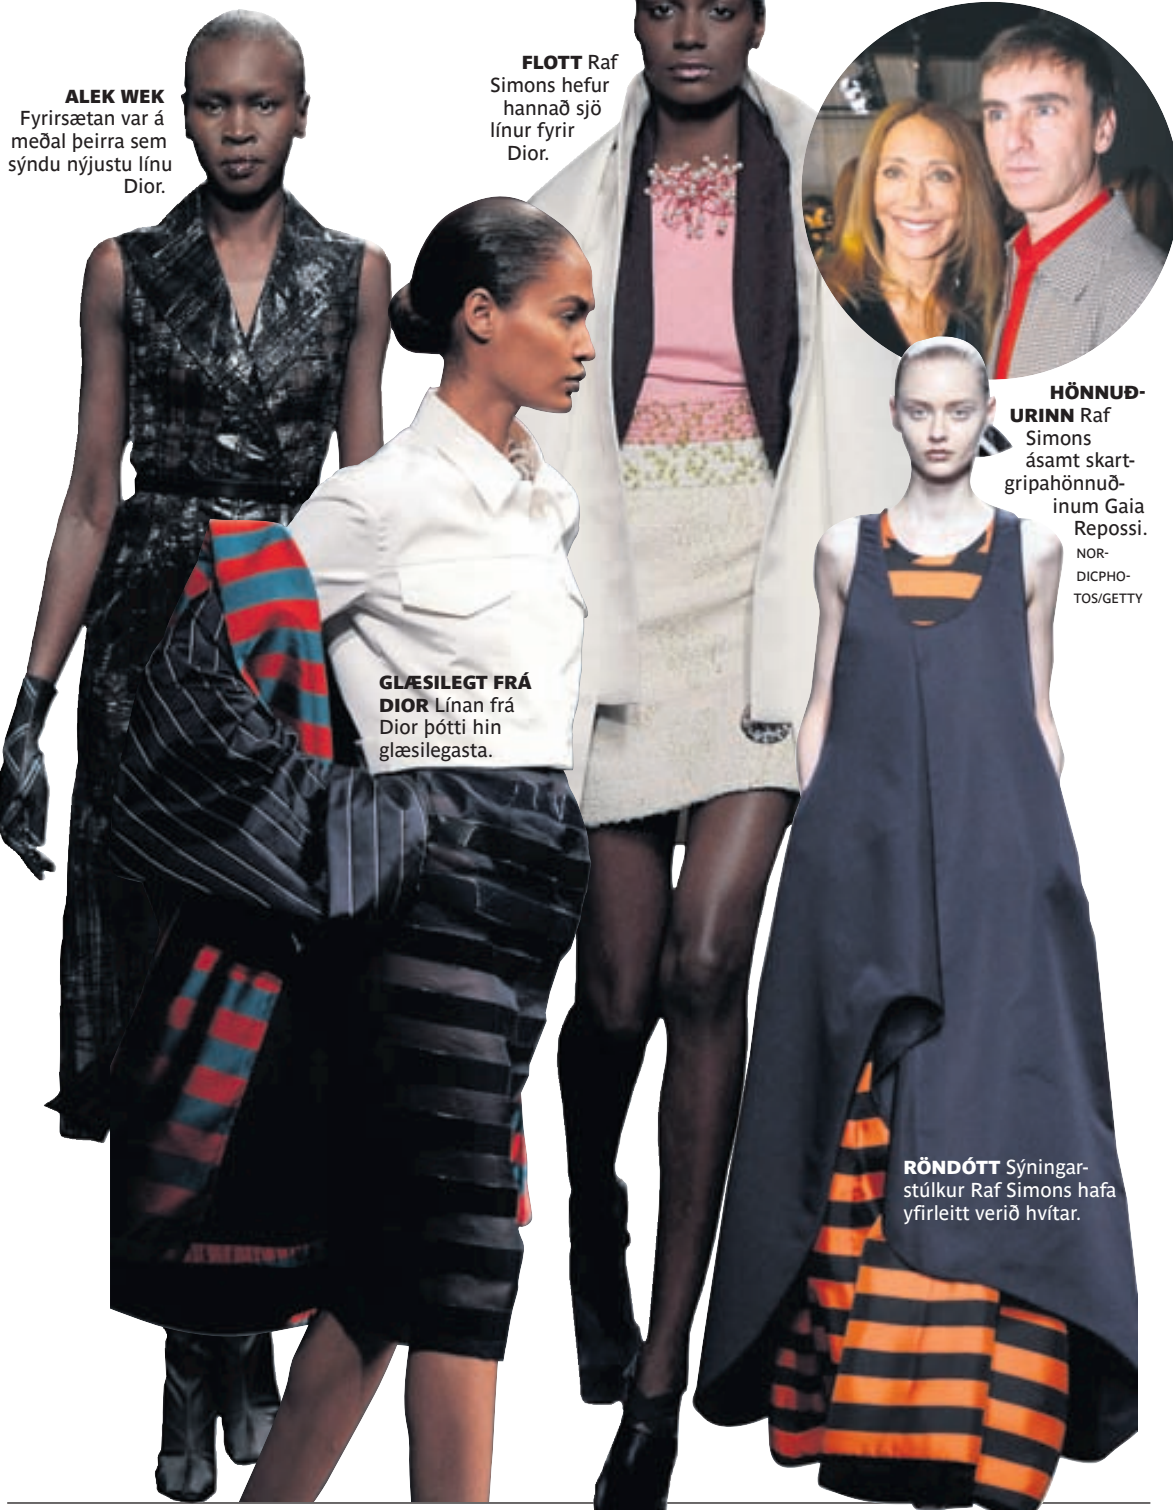 ALEK WEK
Fyrirsætan var á
meðal þeirra sem
sýndu nýjustu línu
Dior.
FLOTT Raf
Simons hefur
hannað sjö
línur fyrir
Dior.
HÖNNUÐ-
URINN Raf
Simons
ásamt skart-
gripahönnuð-
inum Gaia
Repossi.
NOR-
DICPHO-
TOS/GETTY
GLÆSILEGT FRÁ
DIOR Línan frá
Dior þótti hin
glæsilegasta.
RÖNDÓTT Sýningar-
stúlkur Raf Simons hafa
yfirleitt verið hvítar.